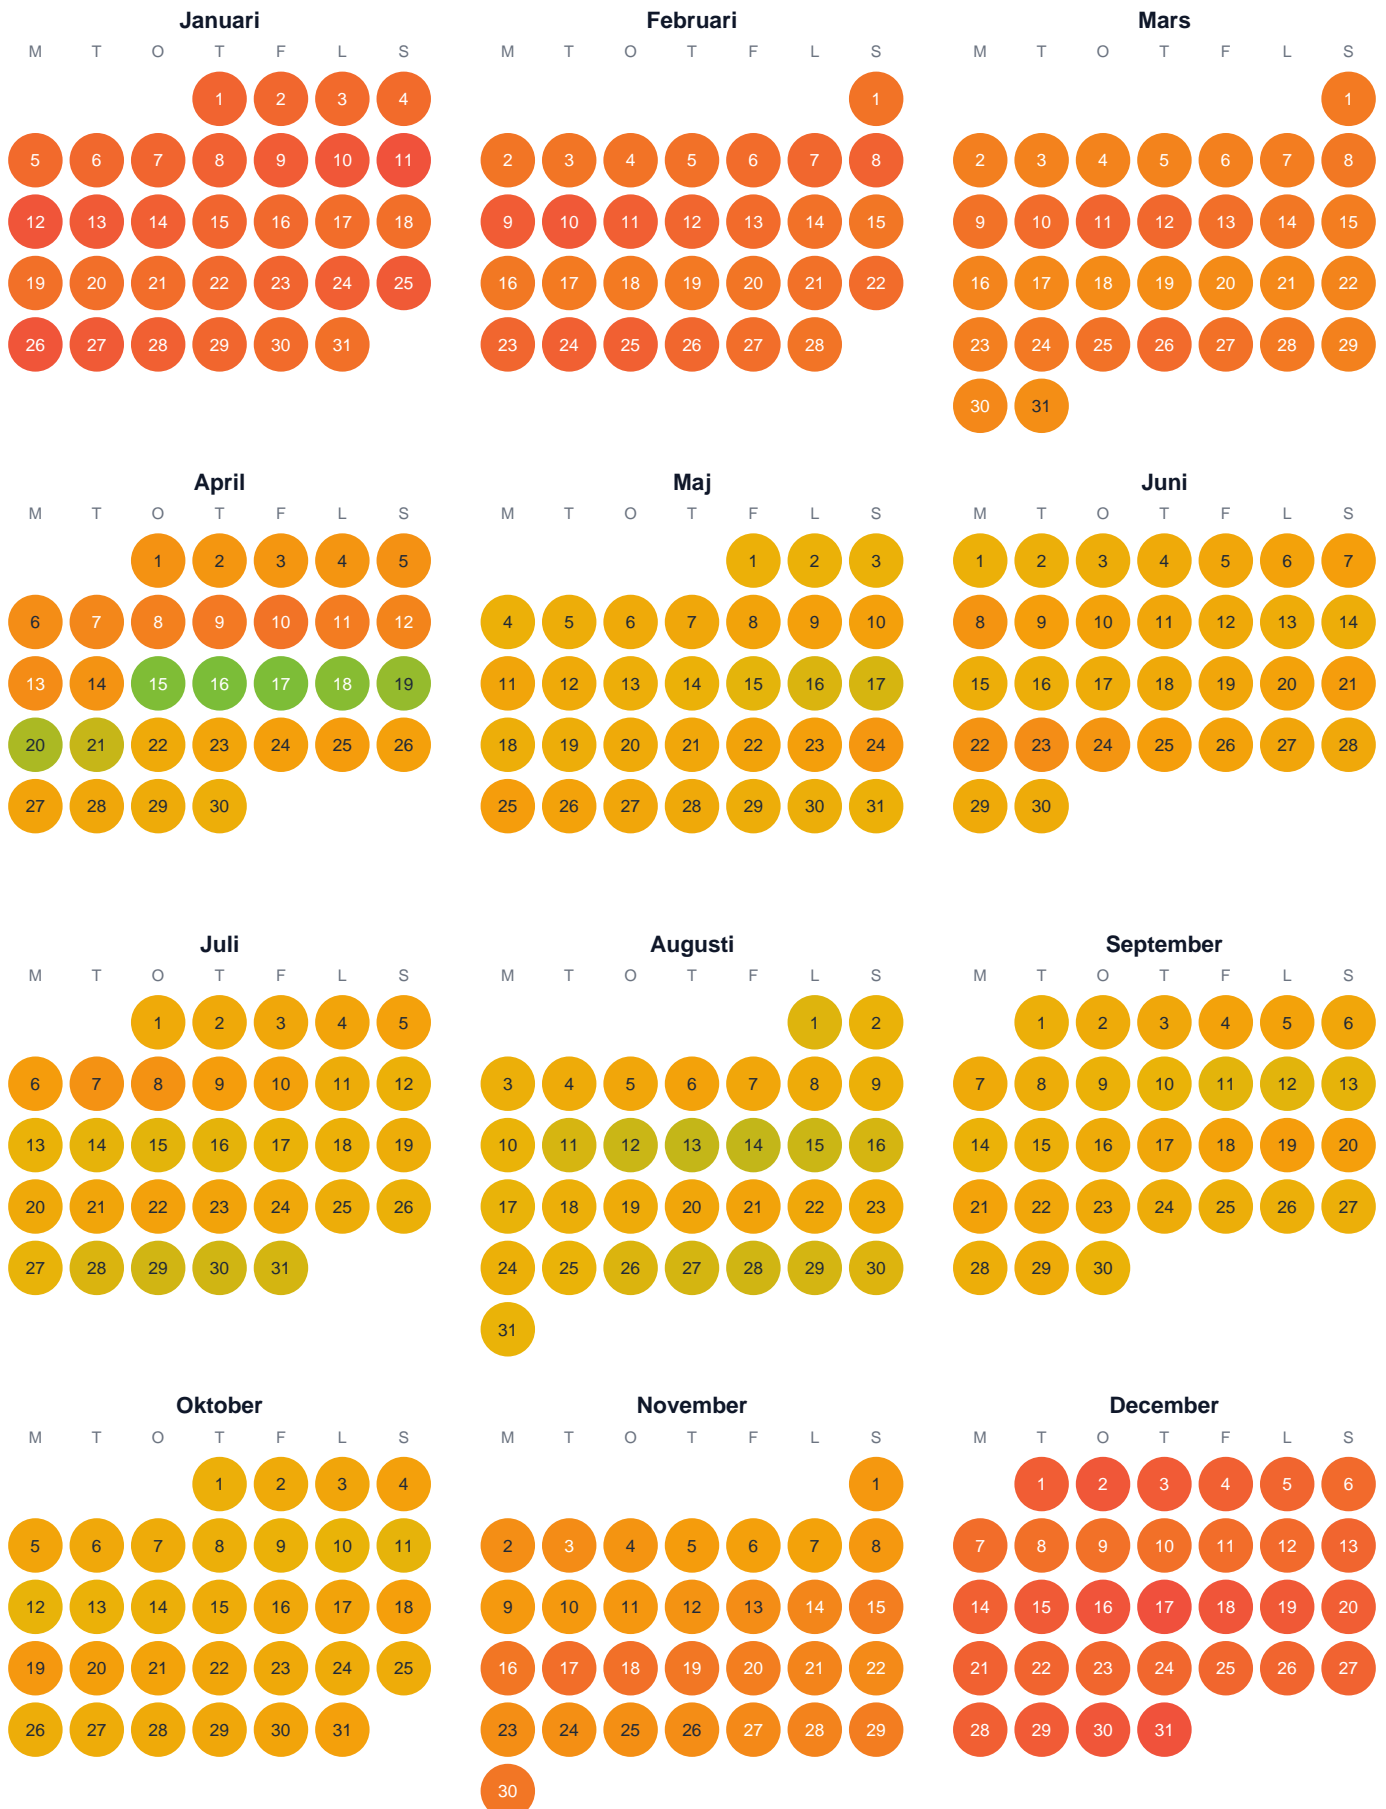 Januari Februari Mars
M T O T F L S M T O T F L S M T O T F L S
1 2 3 4 1 1
5 6 7 8 9 10 11 2 3 4 5 6 7 8 2 3 4 5 6 7 8
12 13 14 15 16 17 18 9 10 11 12 13 14 15 9 10 11 12 13 14 15
19 20 21 22 23 24 25 16 17 18 19 20 21 22 16 17 18 19 20 21 22
26 27 28 29 30 31 23 24 25 26 27 28 23 24 25 26 27 28 29
30 31
April Maj Juni
M T O T F L S M T O T F L S M T O T F L S
1 2 3 4 5 1 2 3 1 2 3 4 5 6 7
6 7 8 9 10 11 12 4 5 6 7 8 9 10 8 9 10 11 12 13 14
13 14 15 16 17 18 19 11 12 13 14 15 16 17 15 16 17 18 19 20 21
20 21 22 23 24 25 26 18 19 20 21 22 23 24 22 23 24 25 26 27 28
27 28 29 30 25 26 27 28 29 30 31 29 30
Juli Augusti September
M T O T F L S M T O T F L S M T O T F L S
1 2 3 4 5 1 2 1 2 3 4 5 6
6 7 8 9 10 11 12 3 4 5 6 7 8 9 7 8 9 10 11 12 13
13 14 15 16 17 18 19 10 11 12 13 14 15 16 14 15 16 17 18 19 20
20 21 22 23 24 25 26 17 18 19 20 21 22 23 21 22 23 24 25 26 27
27 28 29 30 31 24 25 26 27 28 29 30 28 29 30
31
Oktober November December
M T O T F L S M T O T F L S M T O T F L S
1 2 3 4 1 1 2 3 4 5 6
5 6 7 8 9 10 11 2 3 4 5 6 7 8 7 8 9 10 11 12 13
12 13 14 15 16 17 18 9 10 11 12 13 14 15 14 15 16 17 18 19 20
19 20 21 22 23 24 25 16 17 18 19 20 21 22 21 22 23 24 25 26 27
26 27 28 29 30 31 23 24 25 26 27 28 29 28 29 30 31
30